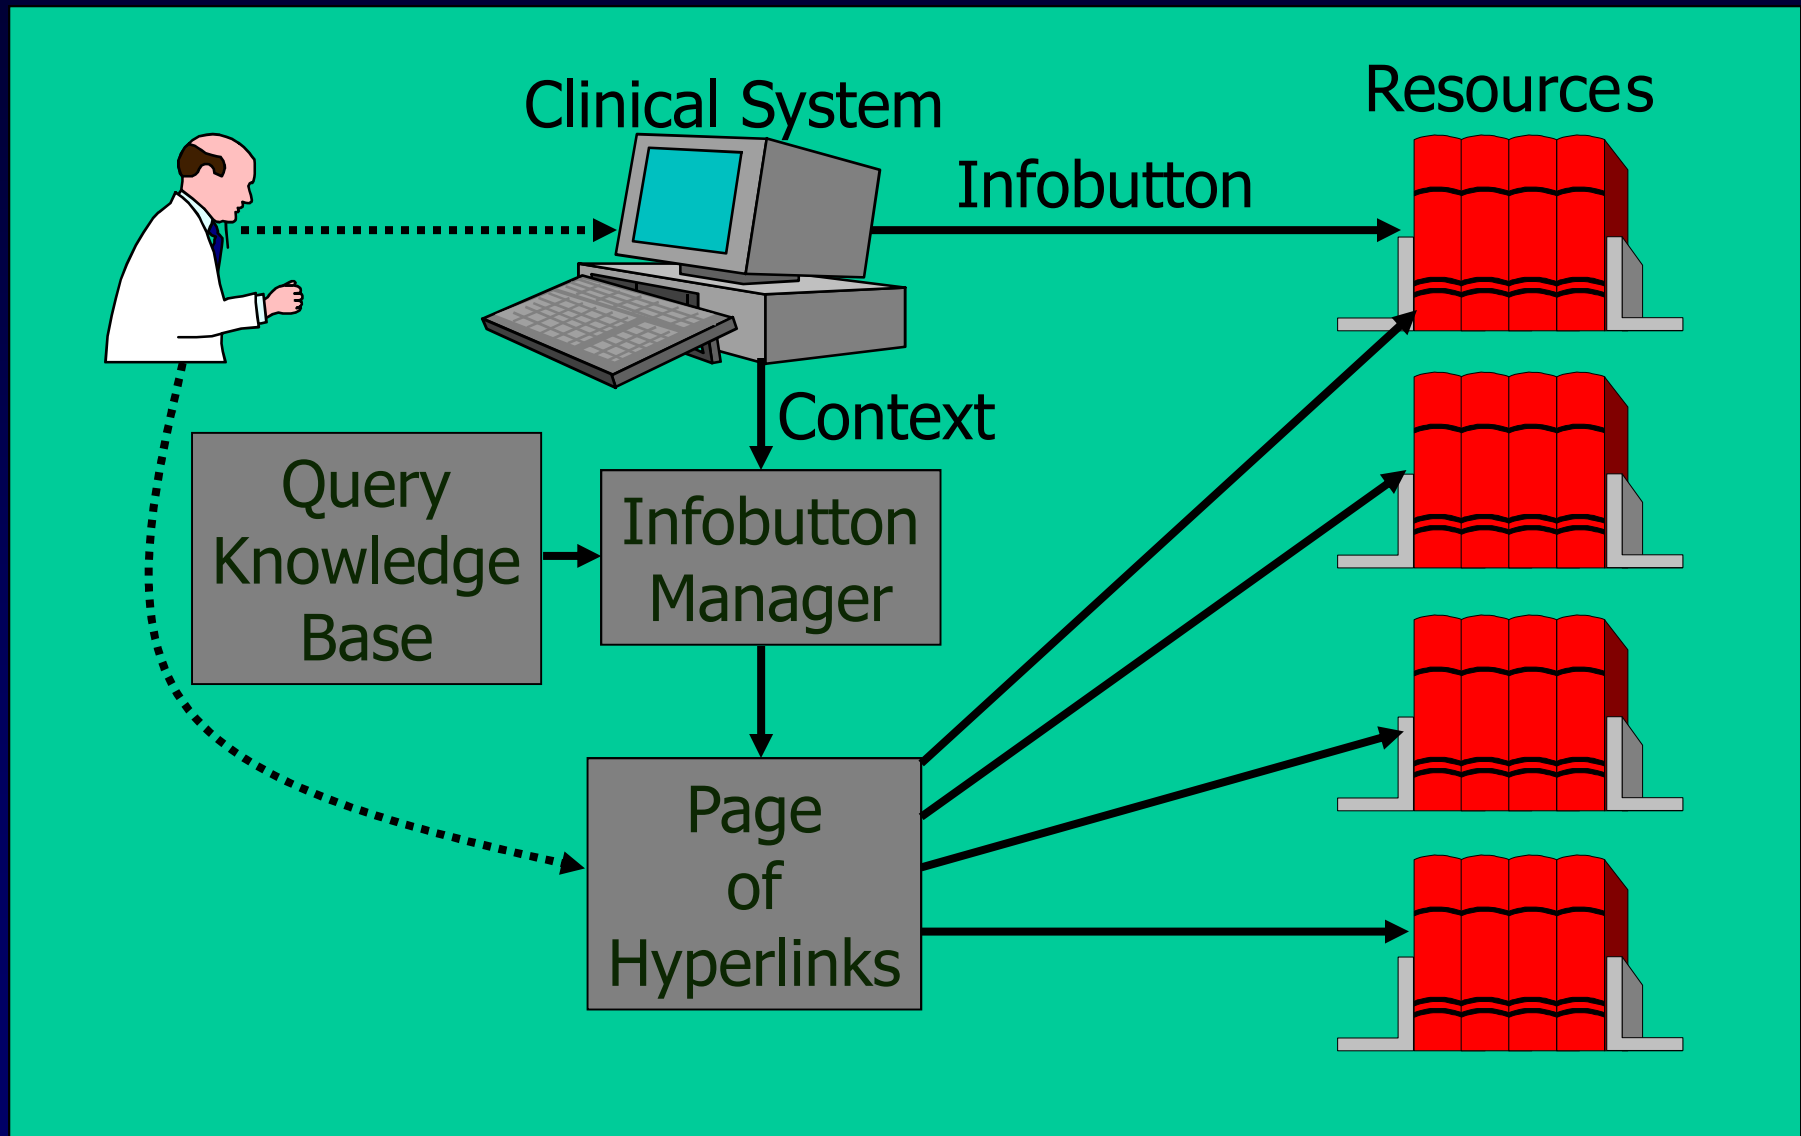 Clinical System
Resources
Infobutton
Context
Query
Knowledge
Base
Infobutton
Manager
Page
of
Hyperlinks